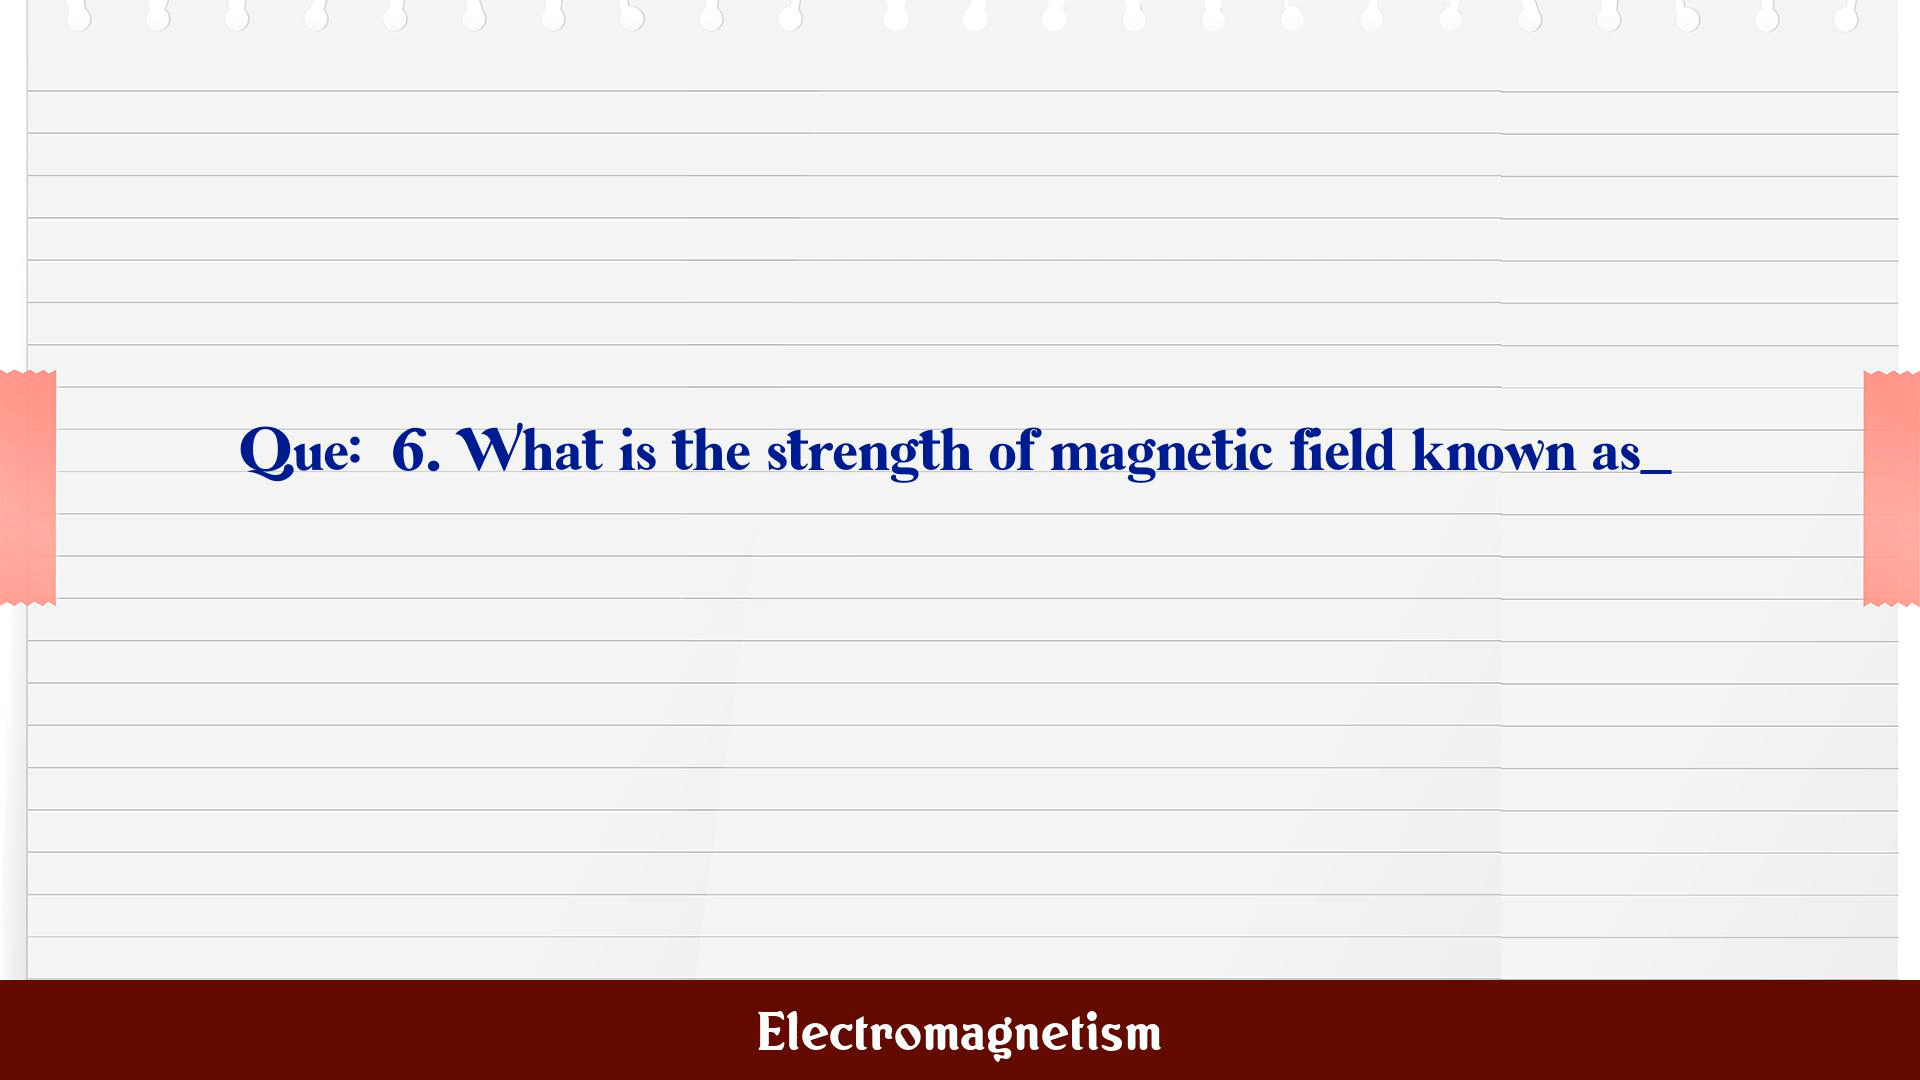 Que: 6. What is the strength of magnetic field known as_
Electromagnetism